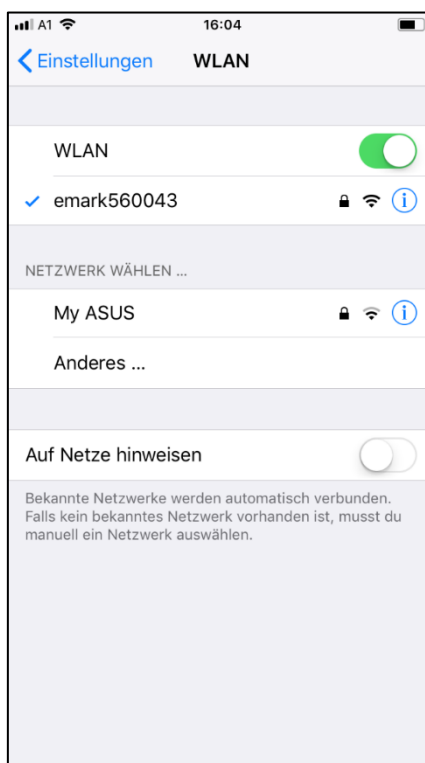 A1 16:04
Einstellungen WLAN
WLAN
emark560043
NETZWERK WÄHLEN ...
My ASUS
Anderes ...
Auf Netze hinweisen
Bekannte Netzwerke werden automatisch verbunden.
Falls kein bekanntes Netzwerk vorhanden ist, musst du
manuell ein Netzwerk auswählen.